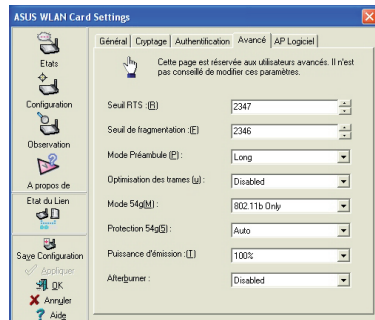 ASUS WLAN Card Settings
Etats
Configuration
Observation
A propos de
Etat du Lien
Sauve Configuration
Appliquer
OK
Annuler
Aide
Général Cryptage Authentification Avancé AP Logiciel
Cette page est réservée aux utilisateurs avancés. Il n'est
pas conseillé de modifier ces paramètres.
Seuil RTS :(R) 2347
Seuil de fragmentation :(F) 2346
Mode Préambule (P) : Long
Optimisation des trames (u) : Disabled
Mode 54g(M) : 802.11b Only
Protection 54g(S) : Auto
Puissance d'émission :(T) 100%
Afterburner : Disabled